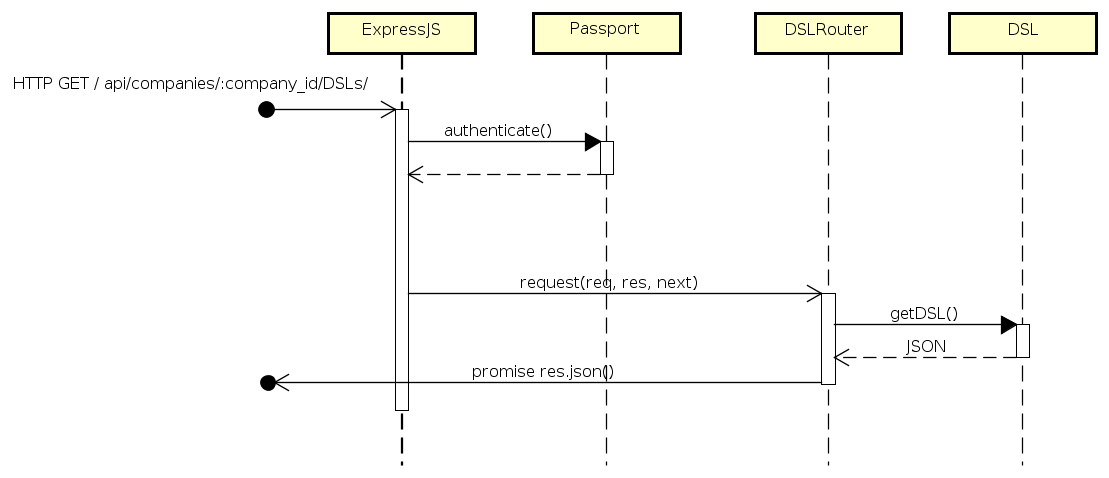 ExpressJS
Passport
DSLRouter
DSL
HTTP GET / api/companies/:company_id/DSLs/
authenticate()
request(req, res, next)
getDSL()
JSON
promise res.json()